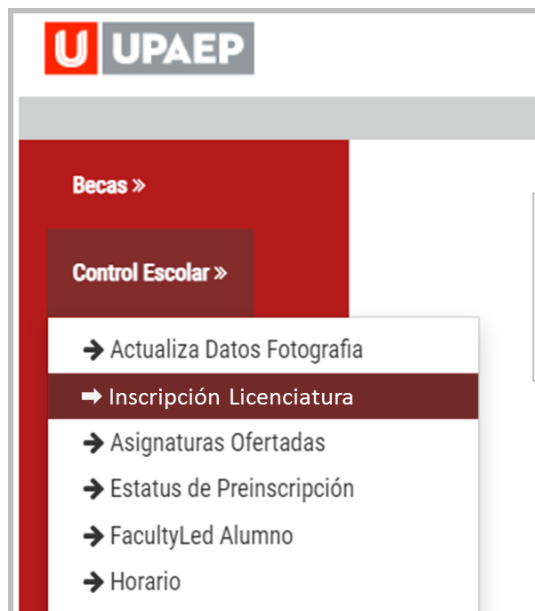 U UPAEP
Becas »
Control Escolar »
➔ Actualiza Datos Fotografia
➔ Inscripción Licenciatura
➔ Asignaturas Ofertadas
➔ Estatus de Preinscripción
➔ FacultyLed Alumno
➔ Horario